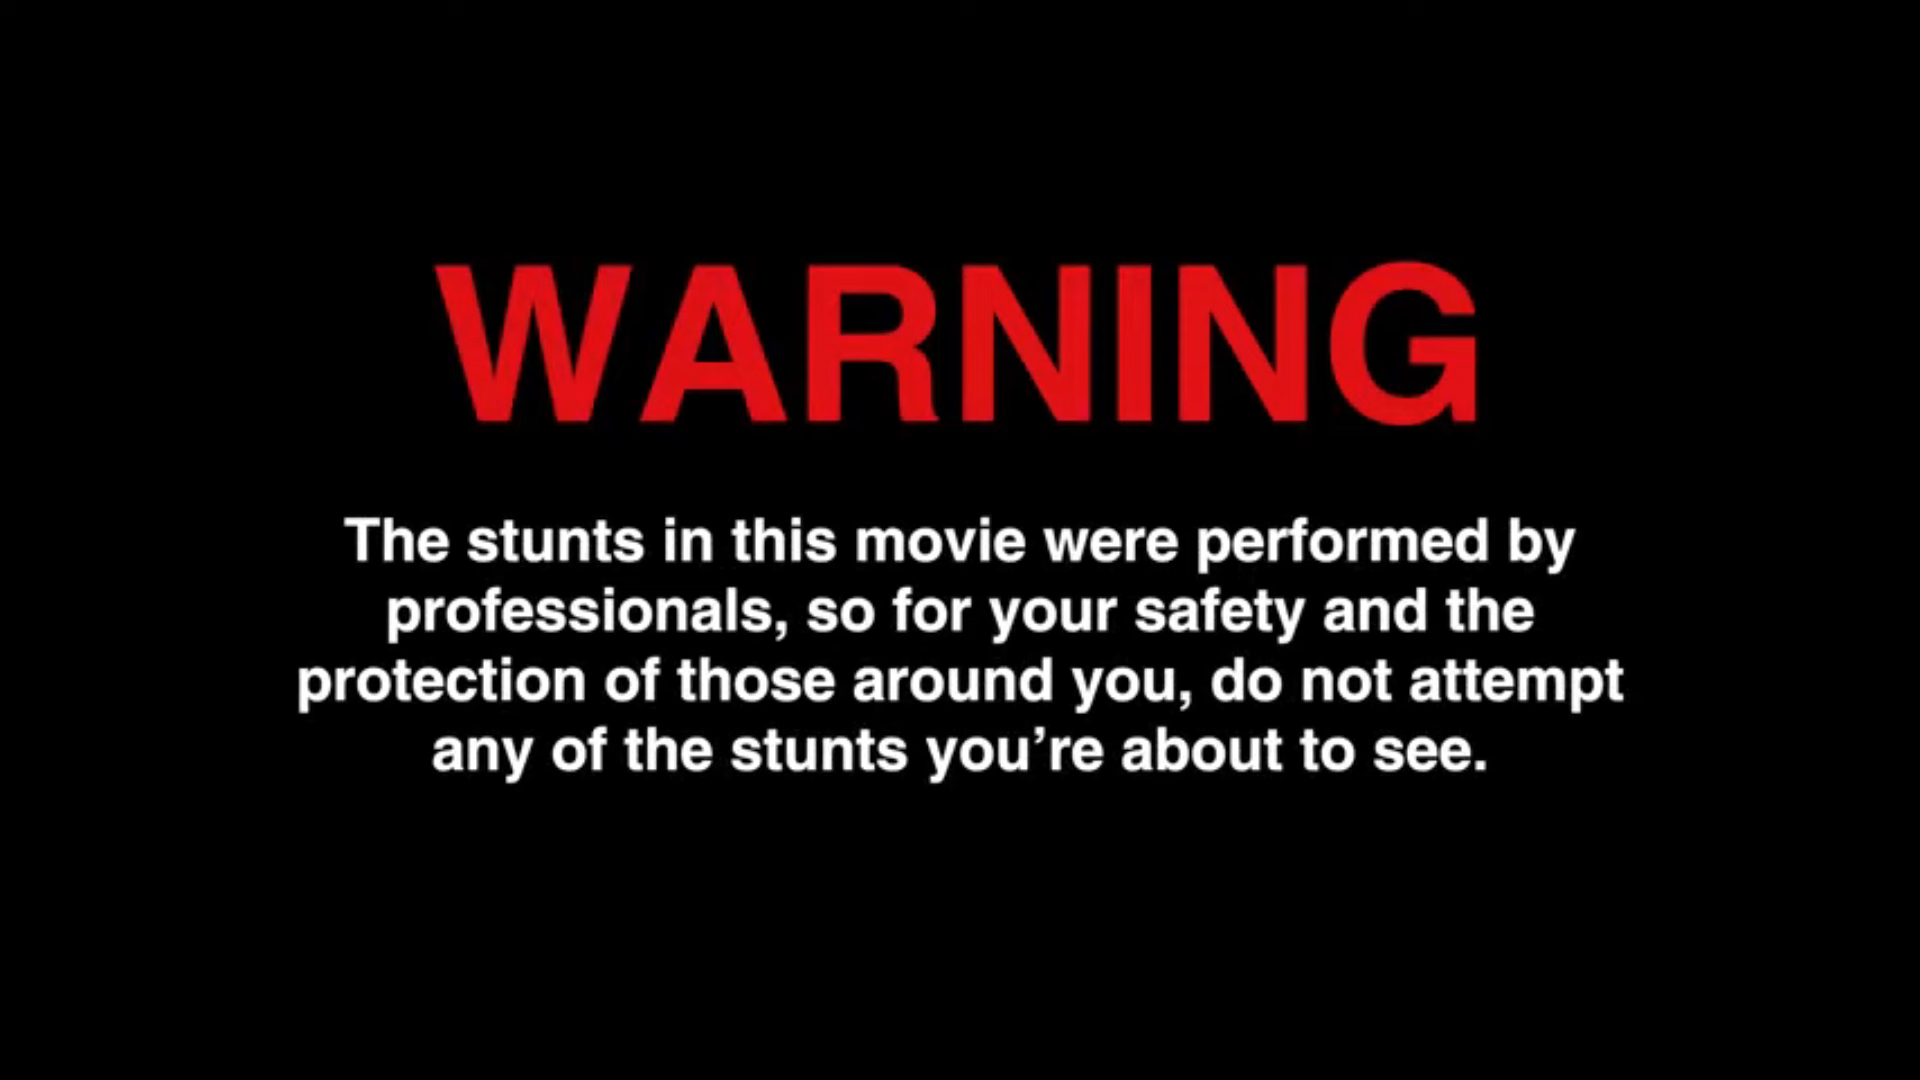 WARNING
The stunts in this movie were performed by
professionals, so for your safety and the
protection of those around you, do not attempt
any of the stunts you’re about to see.